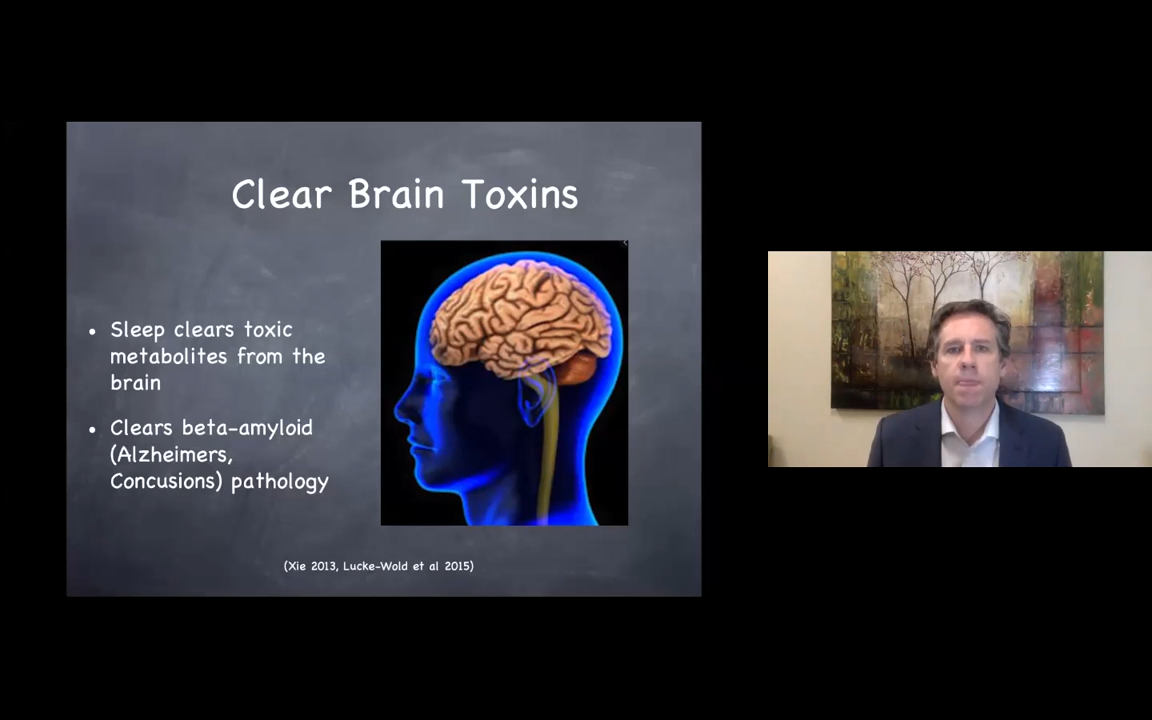 Clear Brain Toxins
• Sleep clears toxic
metabolites from the
brain
• Clears beta-amyloid
(Alzheimers,
Concusions) pathology
(Xie 2013, Lucke-Wold et al 2015)